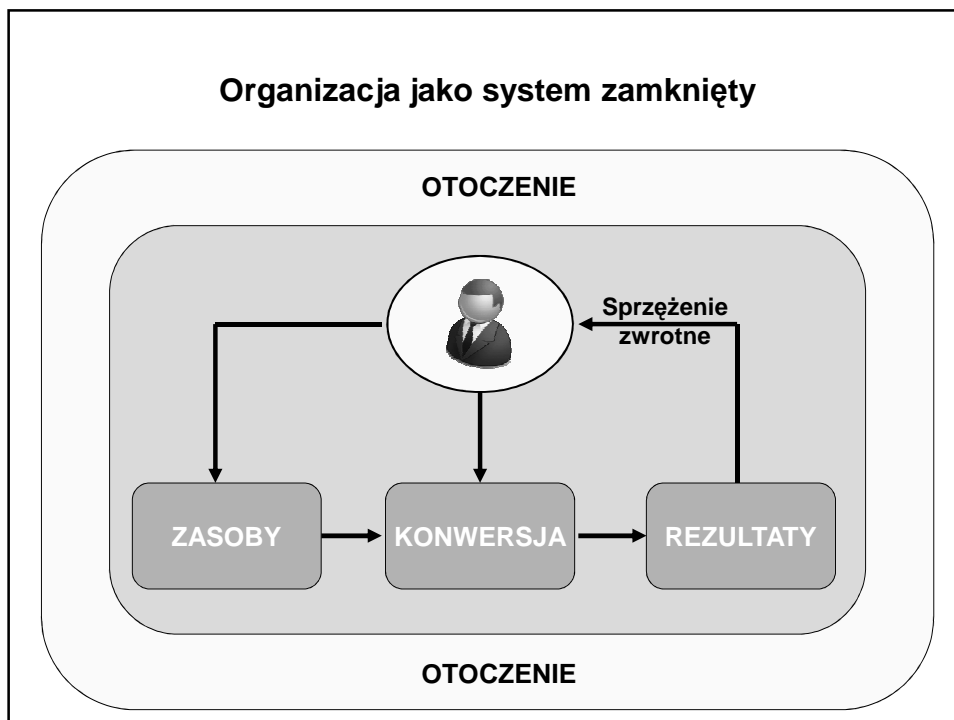 Organizacja jako system zamknięty
OTOCZENIE
Sprzężenie
zwrotne
ZASOBY
KONWERSJA
REZULTATY
OTOCZENIE